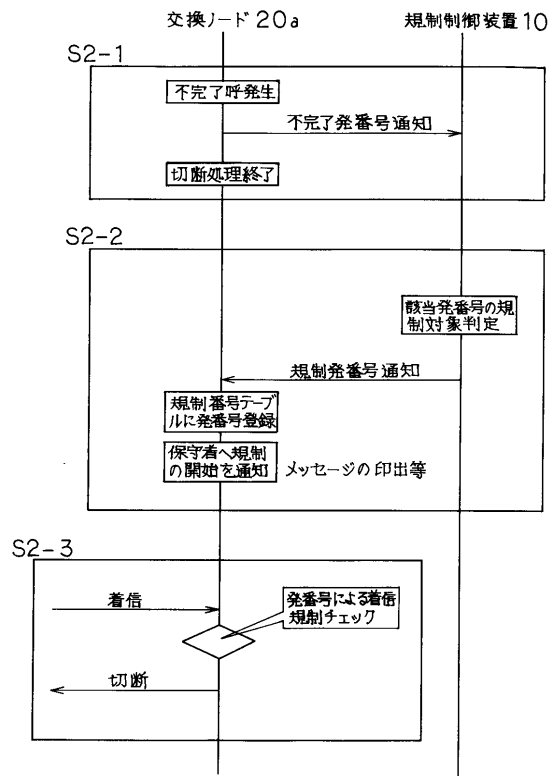 交換ノード20a
規制制御装置10
S2-1
不完了呼発生
不完了発番号通知
切断処理終了
S2-2
該当発番号の規
制対象判定
規制発番号通知
規制番号テーブ
ルに発番号登録
保守者へ規制
の開始を通知
メッセージの印出等
S2-3
着信
発番号による着信
規制チェック
切断